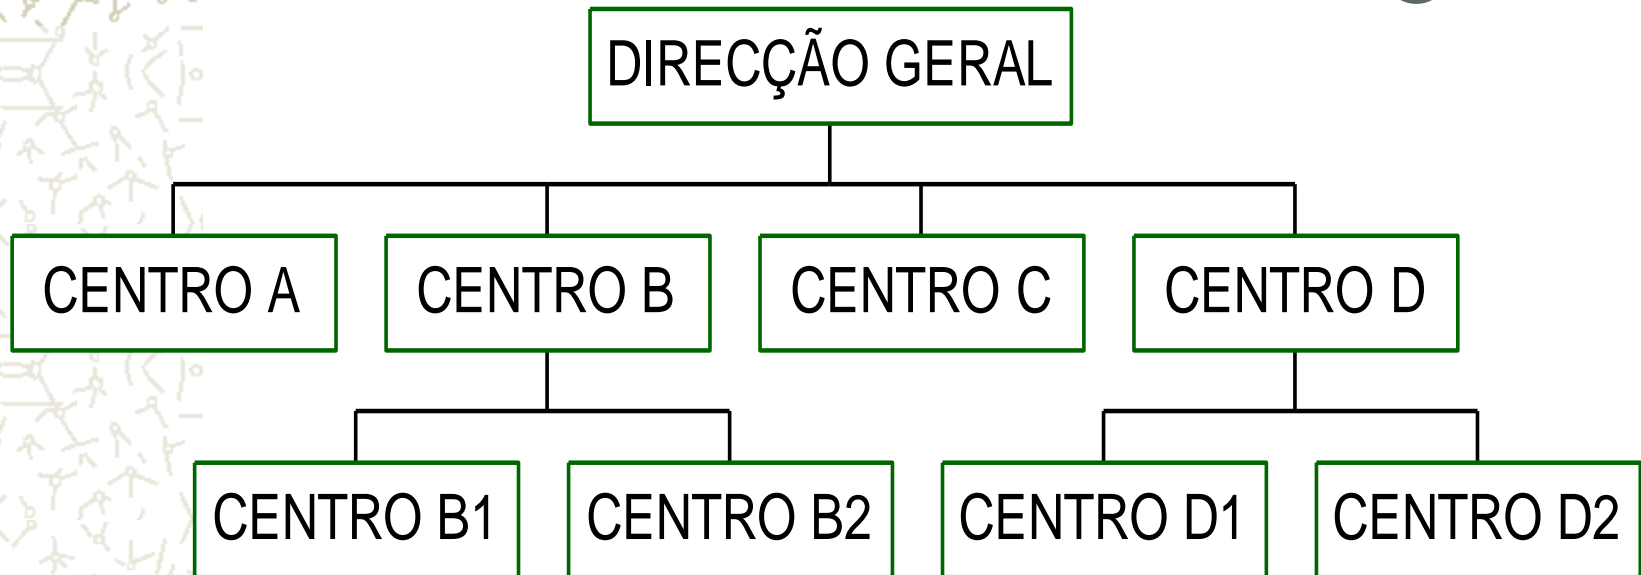 DIRECÇÃO GERAL
CENTRO A
CENTRO B
CENTRO C
CENTRO D
CENTRO B1
CENTRO B2
CENTRO D1
CENTRO D2